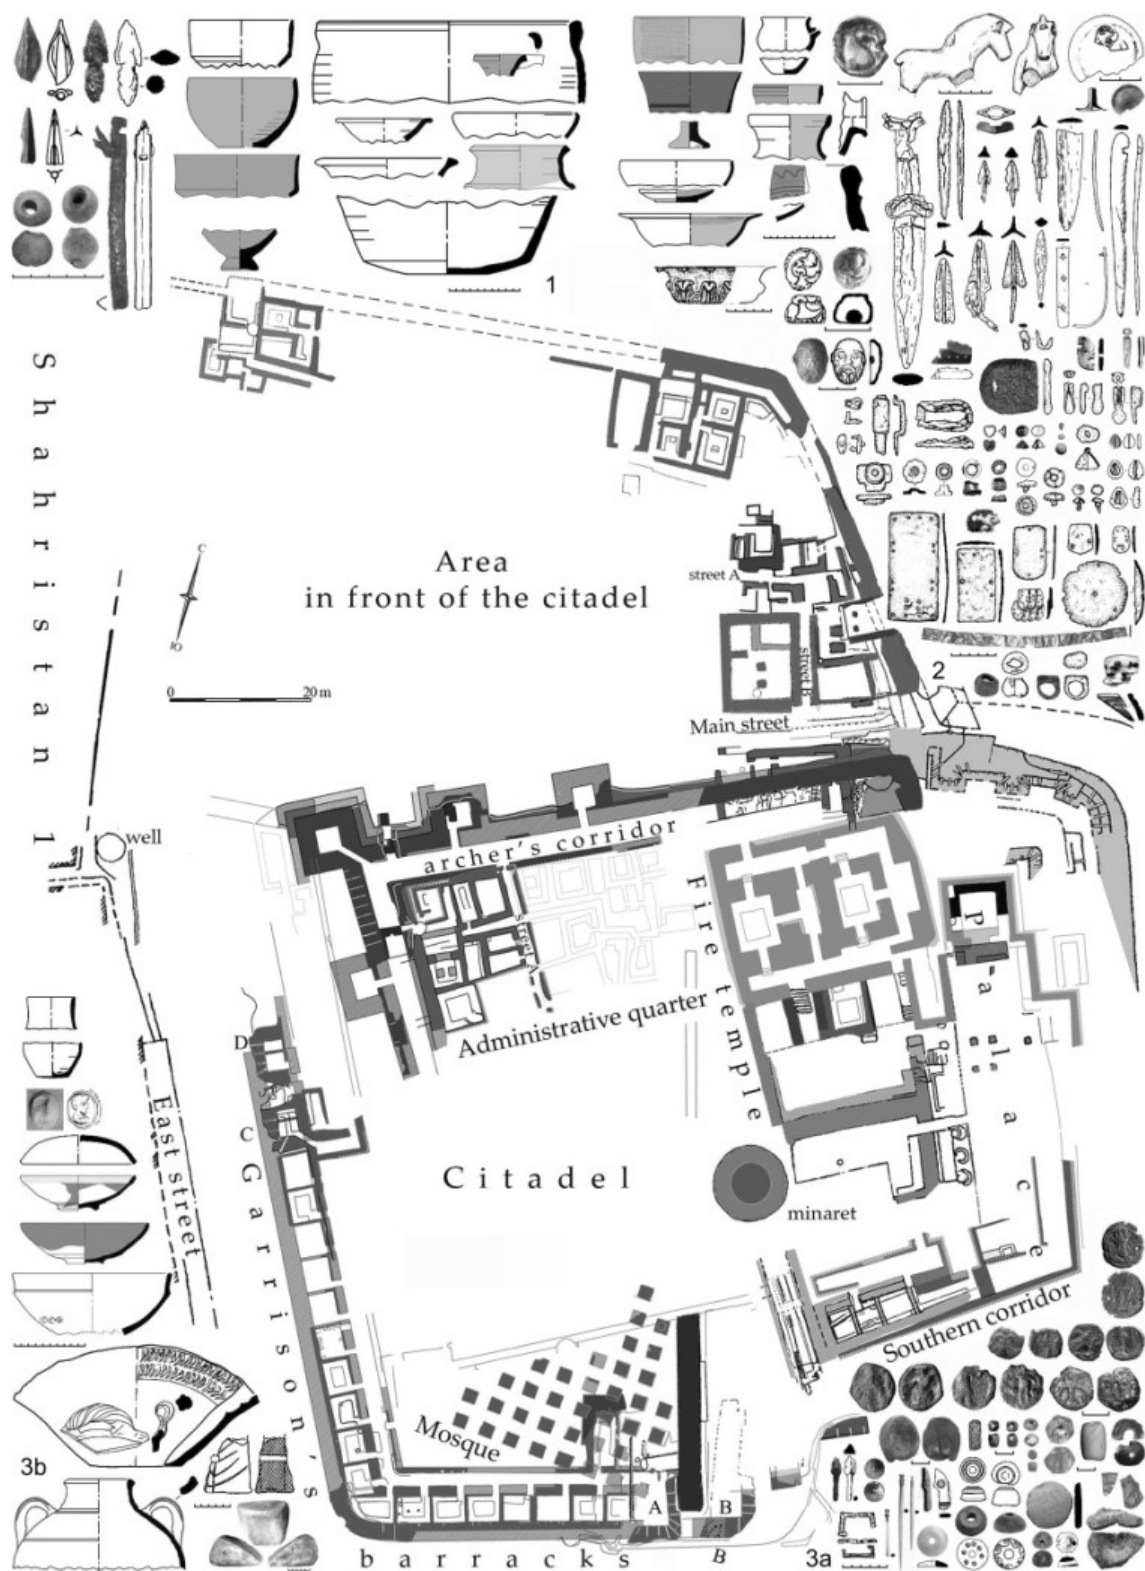 1
Shahristan 1
C
Ю
0
20 m
Area
in front of the citadel
street A
street B
2
Main street
well
archer's corridor
street A
Fire temple
Palace
Administrative quarter
D
C
East street
Citadel
minaret
Garrison's
barracks
Southern corridor
Mosque
A
B
B
3a
3b